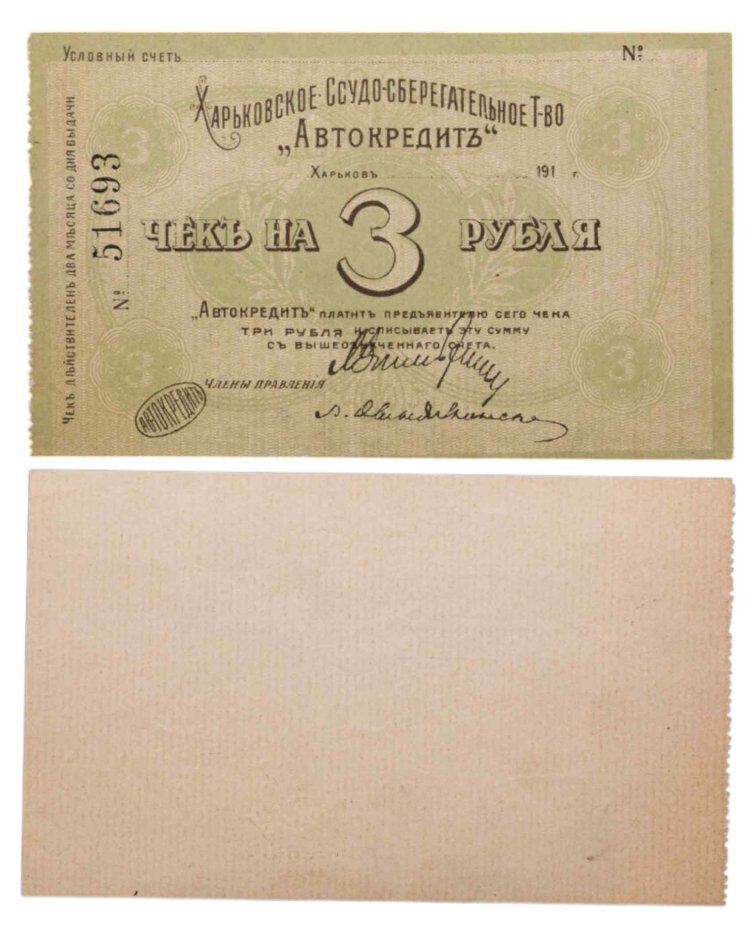 Условный счетъ
№
Харьковское Ссудо-сберегательное Т-во
„Автокредитъ“
Харьковъ 191 г.
3 3
Чекъ дѣйствителенъ два мѣсяца со дня выдачи
№ 51693
ЧЕКЪ НА 3 РУБЛЯ
„Автокредитъ“ платитъ предъявителю сего чека
три рубля и списываетъ эту сумму
съ вышеозначеннаго счета.
3 3
Члены правленія
АВТОКРЕДИТЪ